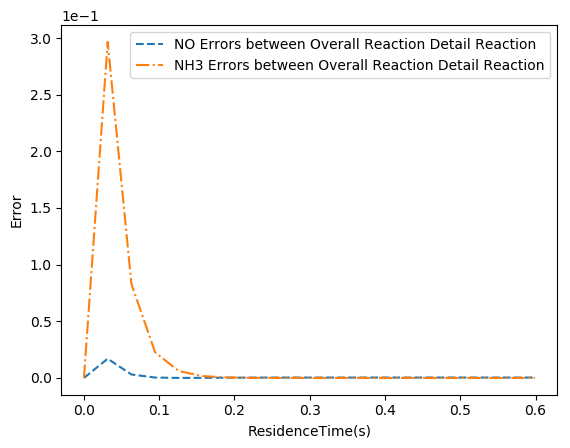 1e−1
NO Errors between Overall Reaction Detail Reaction
NH3 Errors between Overall Reaction Detail Reaction
3.0
2.5
2.0
1.5
1.0
0.5
0.0
Error
0.0 0.1 0.2 0.3 0.4 0.5 0.6
ResidenceTime(s)